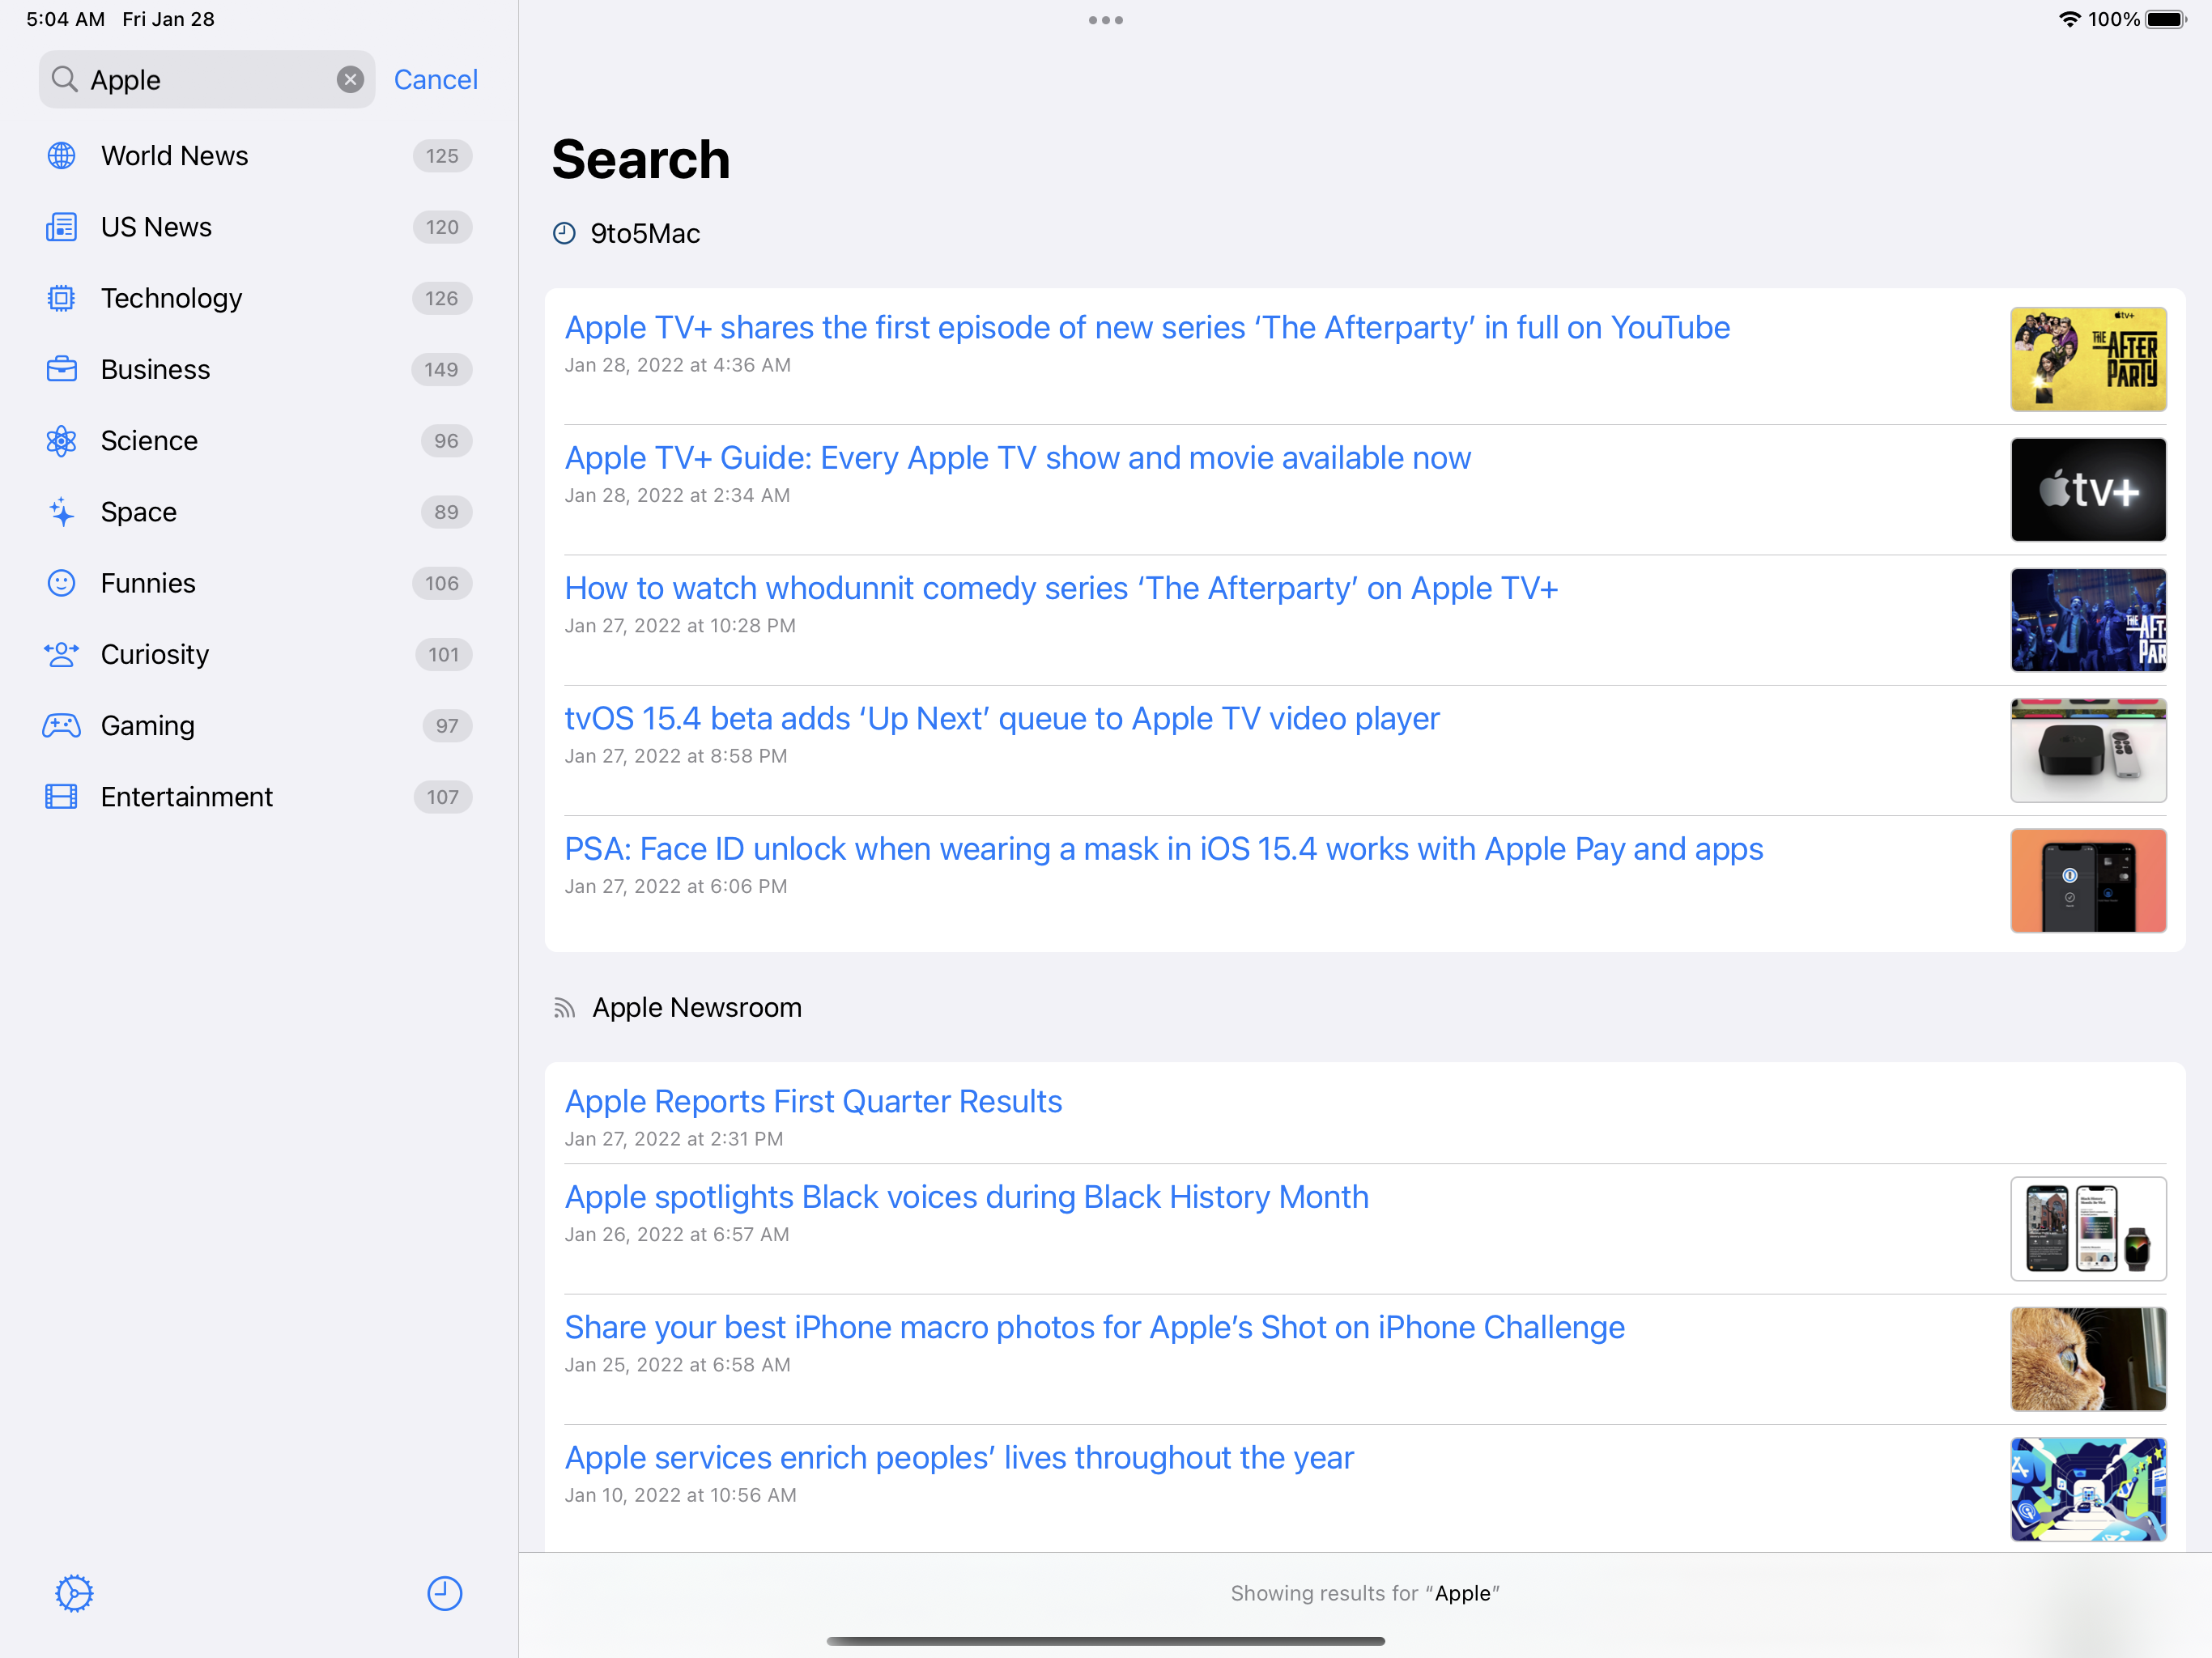 5:04 AM Fri Jan 28
100%
Apple
Cancel
World News 125
US News 120
Technology 126
Business 149
Science 96
Space 89
Funnies 106
Curiosity 101
Gaming 97
Entertainment 107
Search
9to5Mac
Apple TV+ shares the first episode of new series ‘The Afterparty’ in full on YouTube
Jan 28, 2022 at 4:36 AM
tv+
THE AFTER PARTY
Apple TV+ Guide: Every Apple TV show and movie available now
Jan 28, 2022 at 2:34 AM
tv+
How to watch whodunnit comedy series ‘The Afterparty’ on Apple TV+
Jan 27, 2022 at 10:28 PM
THE AFT
PAR
tvOS 15.4 beta adds ‘Up Next’ queue to Apple TV video player
Jan 27, 2022 at 8:58 PM
PSA: Face ID unlock when wearing a mask in iOS 15.4 works with Apple Pay and apps
Jan 27, 2022 at 6:06 PM
Apple Newsroom
Apple Reports First Quarter Results
Jan 27, 2022 at 2:31 PM
Apple spotlights Black voices during Black History Month
Jan 26, 2022 at 6:57 AM
Share your best iPhone macro photos for Apple’s Shot on iPhone Challenge
Jan 25, 2022 at 6:58 AM
Apple services enrich peoples’ lives throughout the year
Jan 10, 2022 at 10:56 AM
Showing results for “Apple”